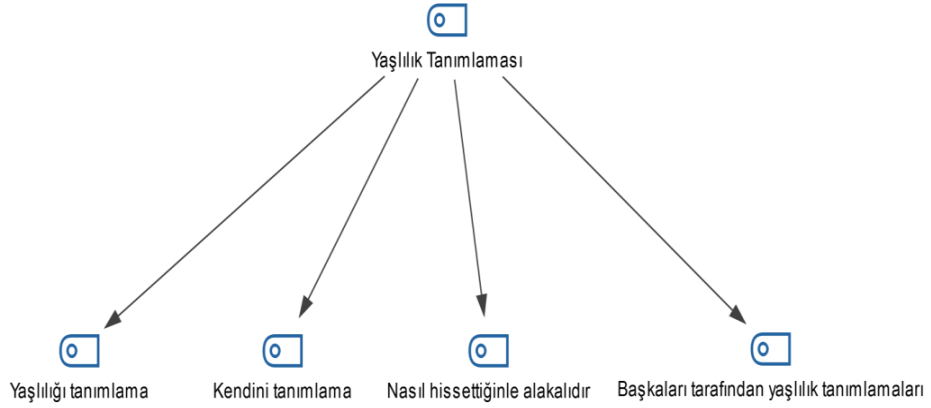 Yaşlılık Tanımlaması
Yaşlılığı tanımlama
Kendini tanımlama
Nasıl hissettiğinle alakalıdır
Başkaları tarafından yaşlılık tanımlamaları